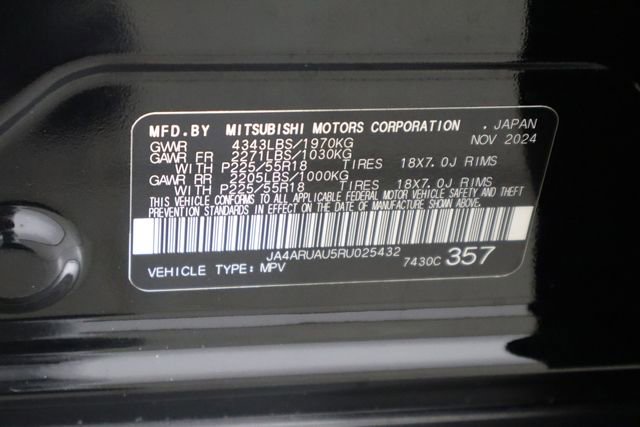 MFD.BY MITSUBISHI MOTORS CORPORATION . JAPAN
GVWR 4343LBS/1970KG NOV 2024
GAWR FR 2271LBS/1030KG
WITH P225/55R18 TIRES 18X7.0J RIMS
GAWR RR 2205LBS/1000KG
WITH P225/55R18 TIRES 18X7.0J RIMS
THIS VEHICLE CONFORMS TO ALL APPLICABLE FEDERAL MOTOR VEHICLE SAFETY AND THEFT
PREVENTION STANDARDS IN EFFECT ON THE DATE OF MANUFACTURE SHOWN ABOVE.
JA4ARUAU5RU025432
VEHICLE TYPE:MPV 7430C 357